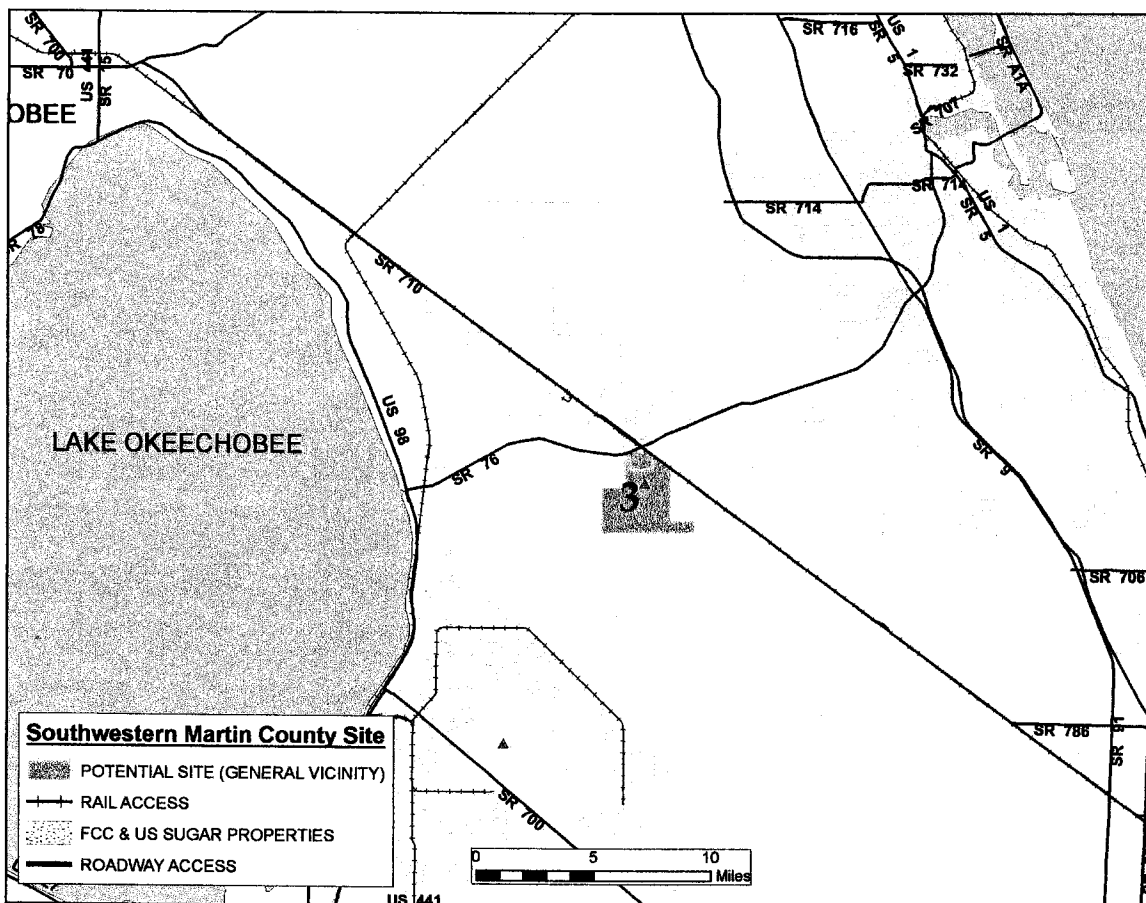 SR 700
SR 70
US 441
SR 15
OBEE
SR 78
SR 716
US 1
SR 5
SR 732
SR A1A
SR 707
SR 714
SR 714
US 1
SR 5
SR 710
LAKE OKEECHOBEE
US 98
SR 76
3
SR 9
SR 706
SR 786
SR
SR 700
US 441
Southwestern Martin County Site
POTENTIAL SITE (GENERAL VICINITY)
RAIL ACCESS
FCC & US SUGAR PROPERTIES
ROADWAY ACCESS
0 5 10
Miles